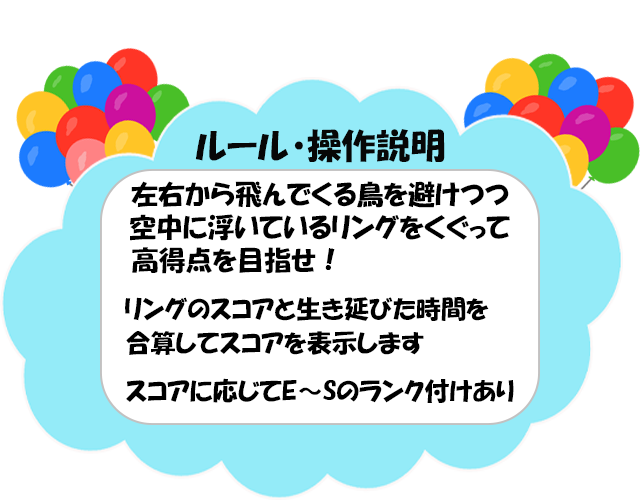 ルール・操作説明
左右から飛んでくる鳥を避けつつ
空中に浮いているリングをくぐって
高得点を目指せ！
リングのスコアと生き延びた時間を
合算してスコアを表示します
スコアに応じてE～Sのランク付けあり